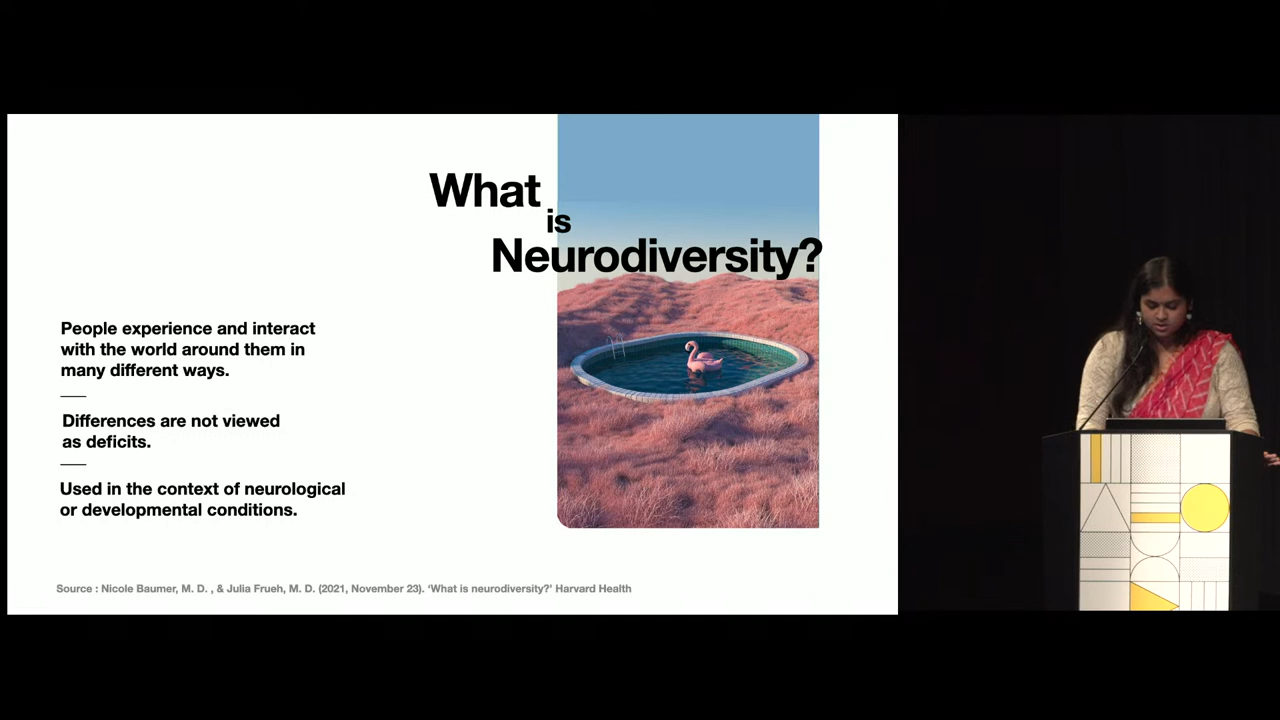 What
is
Neurodiversity?
People experience and interact
with the world around them in
many different ways.
Differences are not viewed
as deficits.
Used in the context of neurological
or developmental conditions.
Source : Nicole Baumer, M. D. , & Julia Frueh, M. D. (2021, November 23). ‘What is neurodiversity?’ Harvard Health